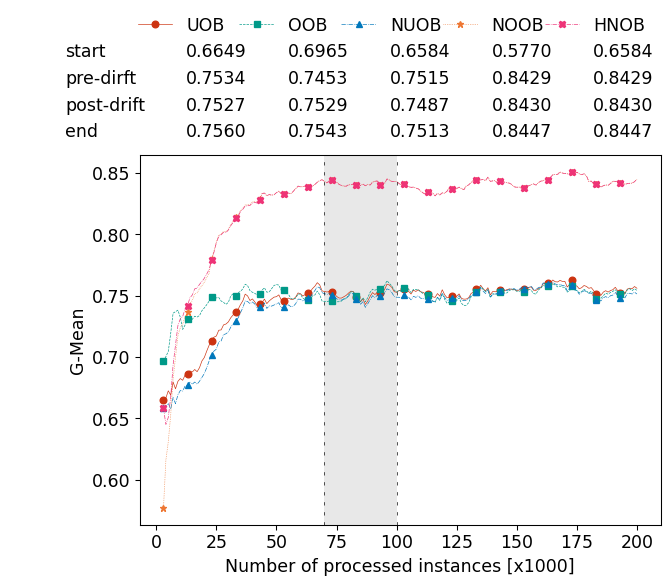 UOB OOB NUOB NOOB HNOB
start 0.6649 0.6965 0.6584 0.5770 0.6584
pre-dirft 0.7534 0.7453 0.7515 0.8429 0.8429
post-drift 0.7527 0.7529 0.7487 0.8430 0.8430
end 0.7560 0.7543 0.7513 0.8447 0.8447
0.85
0.80
0.75
0.70
0.65
0.60
G-Mean
0 25 50 75 100 125 150 175 200
Number of processed instances [x1000]